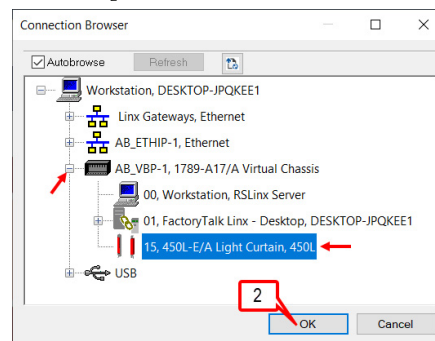 Connection Browser
Autobrowse Refresh
Workstation, DESKTOP-JPQKEE1
Linx Gateways, Ethernet
AB_ETHIP-1, Ethernet
AB_VBP-1, 1789-A17/A Virtual Chassis
00, Workstation, RSLinx Server
01, FactoryTalk Linx - Desktop, DESKTOP-JPQKEE1
15, 450L-E/A Light Curtain, 450L
USB
2
OK Cancel